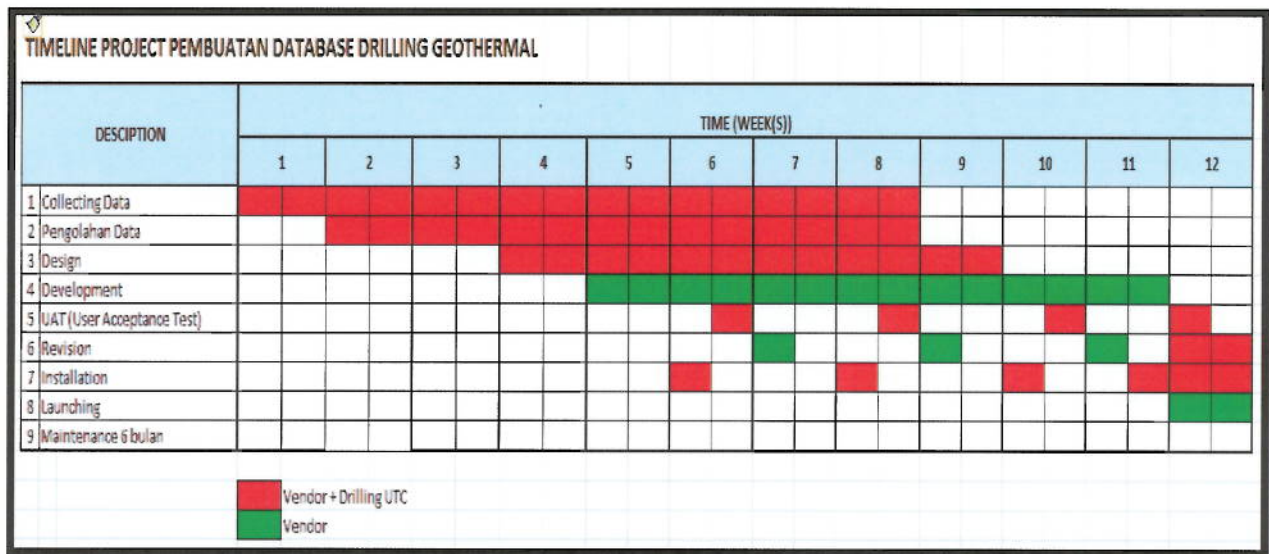 TIMELINE PROJECT PEMBUATAN DATABASE DRILLING GEOTHERMAL
DESCIPTION
TIME (WEEK(S))
1 2 3 4 5 6 7 8 9 10 11 12
1 Collecting Data
2 Pengolahan Data
3 Design
4 Development
5 UAT (User Acceptance Test)
6 Revision
7 Installation
8 Launching
9 Maintenance 6 bulan
Vendor + Drilling UTC
Vendor